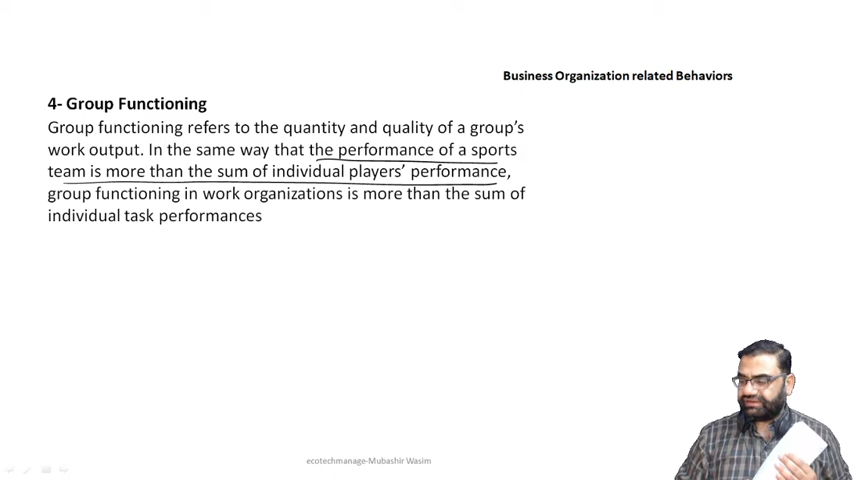 Business Organization related Behaviors
4- Group Functioning
Group functioning refers to the quantity and quality of a group's
work output. In the same way that the performance of a sports
team is more than the sum of individual players' performance,
group functioning in work organizations is more than the sum of
individual task performances
ecotechmanage-Mubashir Wasim